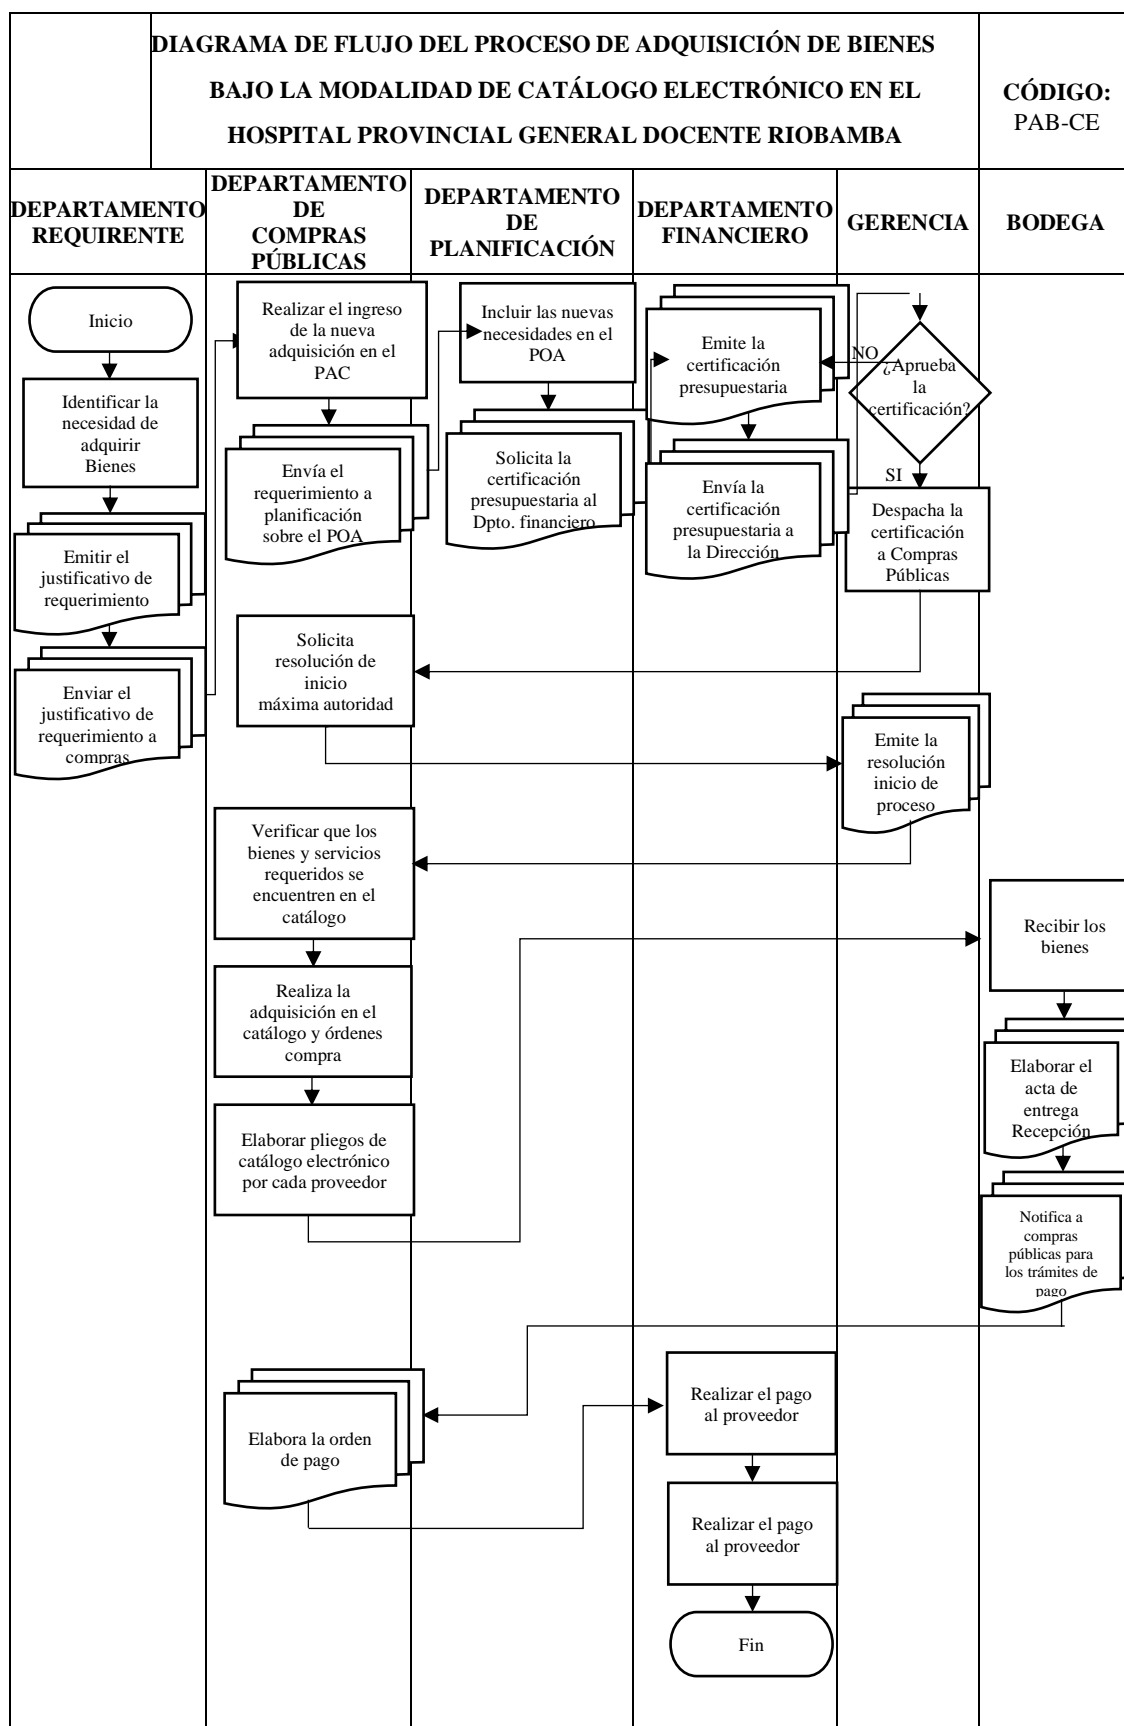 DIAGRAMA DE FLUJO DEL PROCESO DE ADQUISICIÓN DE BIENES
BAJO LA MODALIDAD DE CATÁLOGO ELECTRÓNICO EN EL
HOSPITAL PROVINCIAL GENERAL DOCENTE RIOBAMBA
CÓDIGO:
PAB-CE
DEPARTAMENTO
REQUIRENTE
DEPARTAMENTO
DE
COMPRAS
PÚBLICAS
DEPARTAMENTO
DE
PLANIFICACIÓN
DEPARTAMENTO
FINANCIERO
GERENCIA
BODEGA
Inicio
Identificar la
necesidad de
adquirir
Bienes
Emitir el
justificativo de
requerimiento
Enviar el
justificativo de
requerimiento a
compras
Realizar el ingreso
de la nueva
adquisición en el
PAC
Envía el
requerimiento a
planificación
sobre el POA
Incluir las nuevas
necesidades en el
POA
Solicita la
certificación
presupuestaria al
Dpto. financiero
Emite la
certificación
presupuestaria
Envía la
certificación
presupuestaria a
la Dirección
NO
¿Aprueba
la
certificación?
SI
Despacha la
certificación
a Compras
Públicas
Solicita
resolución de
inicio
máxima autoridad
Emite la
resolución
inicio de
proceso
Verificar que los
bienes y servicios
requeridos se
encuentren en el
catálogo
Realiza la
adquisición en el
catálogo y órdenes
compra
Elaborar pliegos de
catálogo electrónico
por cada proveedor
Recibir los
bienes
Elaborar el
acta de
entrega
Recepción
Notifica a
compras
públicas para
los trámites de
pago
Elabora la orden
de pago
Realizar el pago
al proveedor
Realizar el pago
al proveedor
Fin